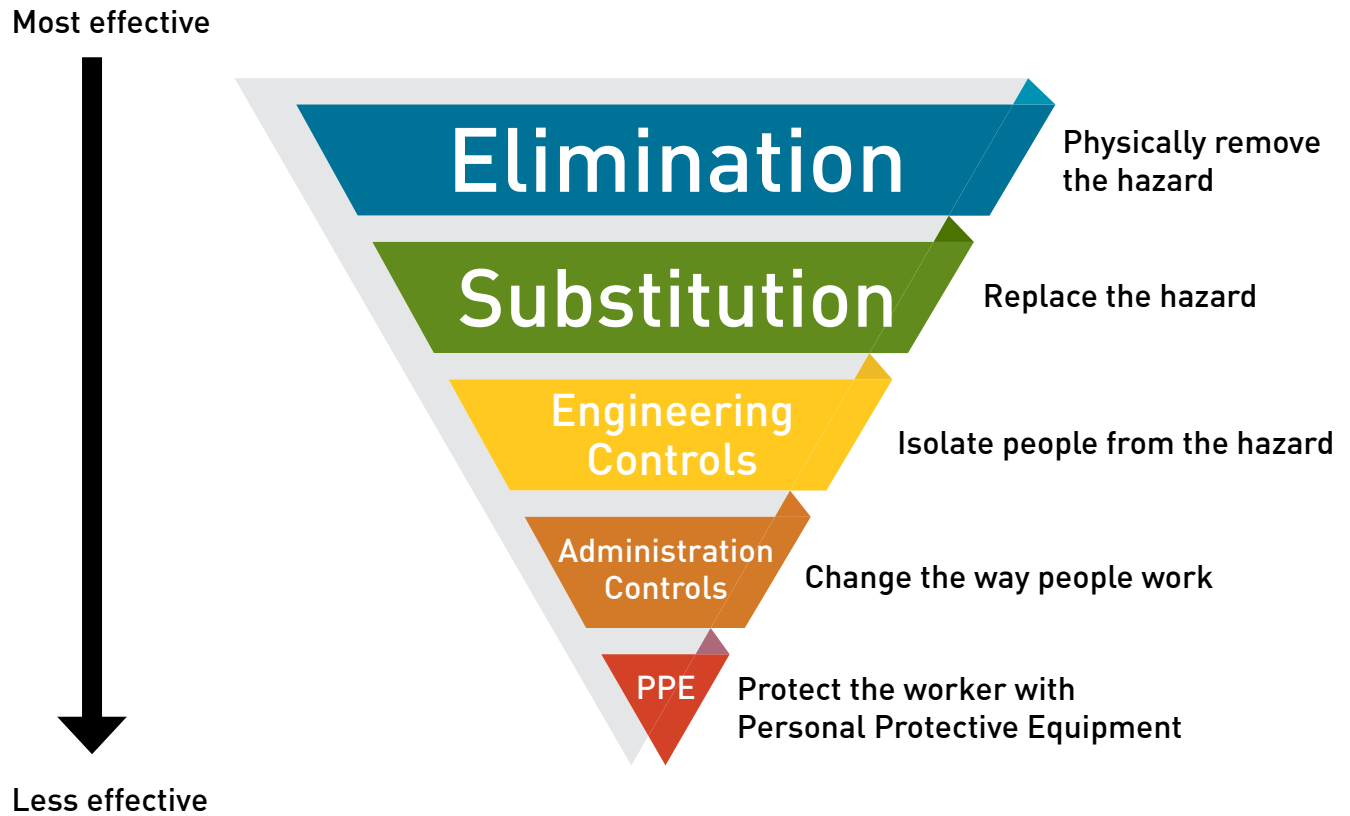 Most effective
Elimination
Physically remove
the hazard
Substitution
Replace the hazard
Engineering
Controls
Isolate people from the hazard
Administration
Controls
Change the way people work
PPE
Protect the worker with
Personal Protective Equipment
Less effective